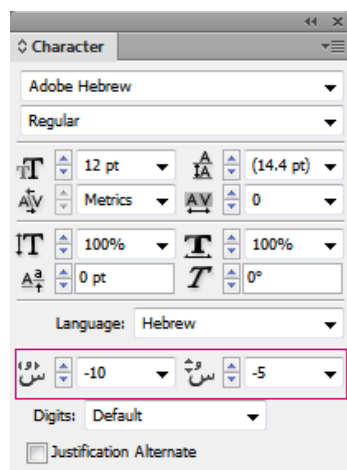 Character
Adobe Hebrew
Regular
12 pt (14.4 pt)
Metrics 0
100% 100%
0 pt 0°
Language: Hebrew
-10 -5
Digits: Default
Justification Alternate